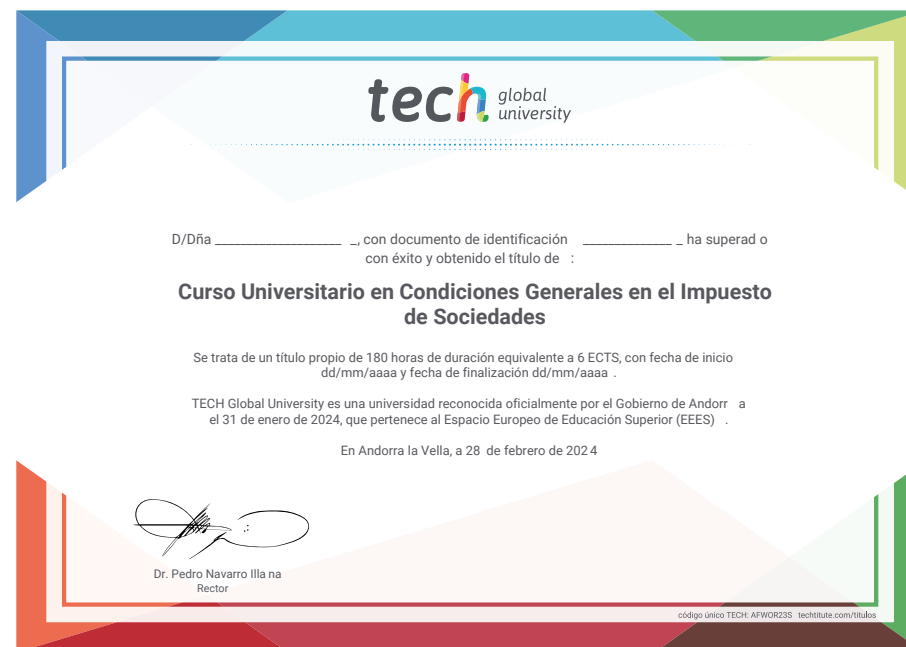 tech global university
D/Dña ____________________ _, con documento de identificación ______________ _ ha superad o
con éxito y obtenido el título de :
Curso Universitario en Condiciones Generales en el Impuesto
de Sociedades
Se trata de un título propio de 180 horas de duración equivalente a 6 ECTS, con fecha de inicio
dd/mm/aaaa y fecha de finalización dd/mm/aaaa .
TECH Global University es una universidad reconocida oficialmente por el Gobierno de Andorr a
el 31 de enero de 2024, que pertenece al Espacio Europeo de Educación Superior (EEES) .
En Andorra la Vella, a 28 de febrero de 202 4
Dr. Pedro Navarro Illa na
Rector
código único TECH: AFWOR23S techtitute.com/titulos